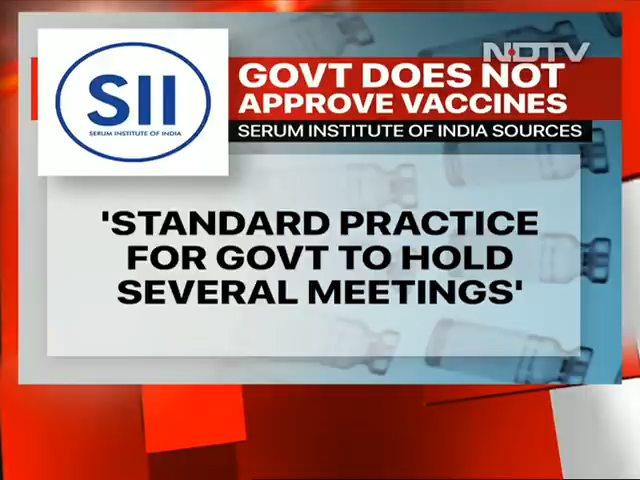 NDTV
SII
SERUM INSTITUTE OF INDIA
GOVT DOES NOT
APPROVE VACCINES
SERUM INSTITUTE OF INDIA SOURCES
'STANDARD PRACTICE
FOR GOVT TO HOLD
SEVERAL MEETINGS'